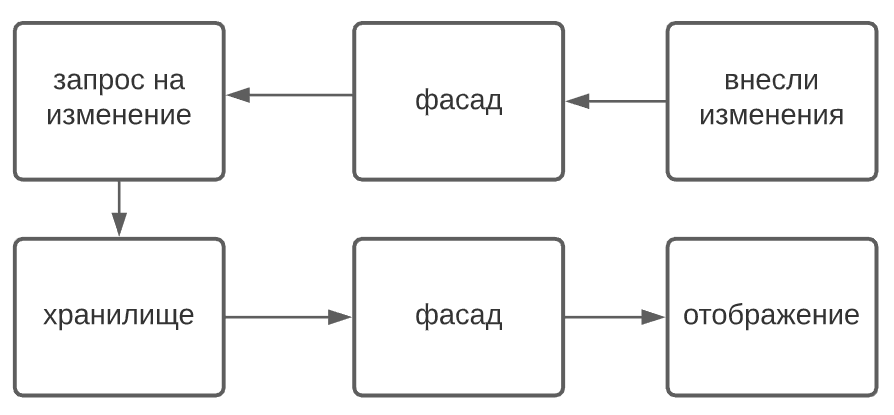 запрос на
изменение
фасад
внесли
изменения
хранилище
фасад
отображение